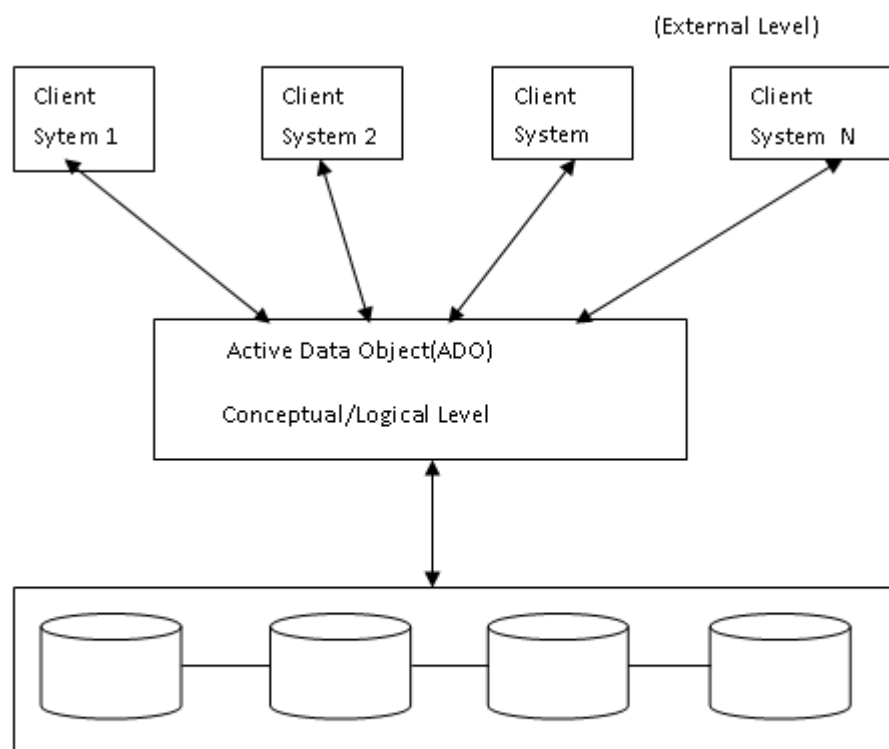 (External Level)
Client
Sytem 1
Client
System 2
Client
System
Client
System N
Active Data Object(ADO)
Conceptual/Logical Level